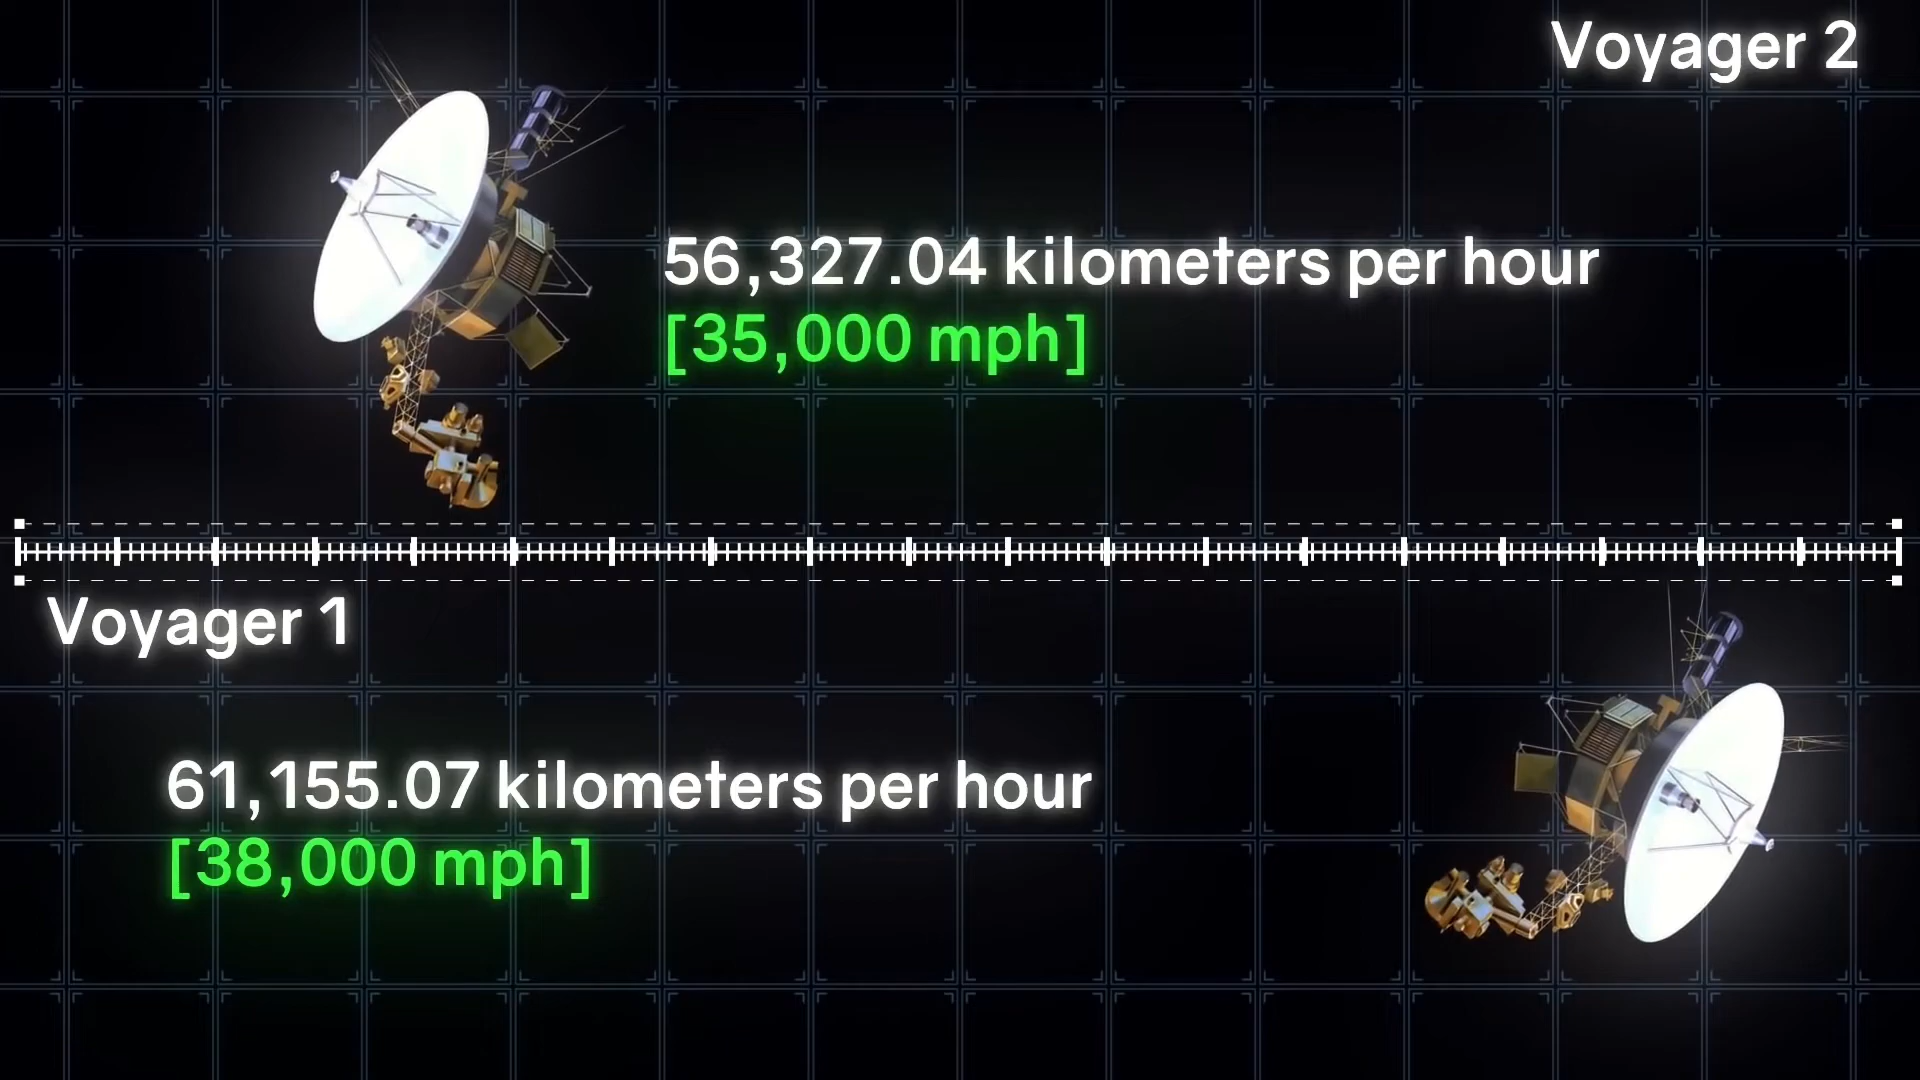 Voyager 2
56,327.04 kilometers per hour
[35,000 mph]
Voyager 1
61,155.07 kilometers per hour
[38,000 mph]